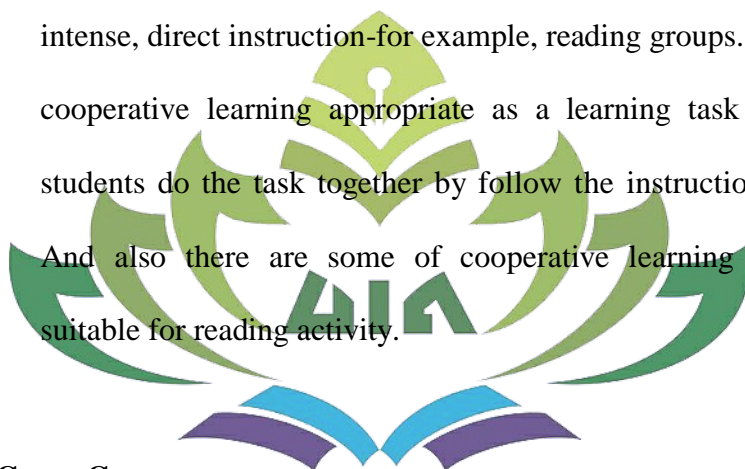 intense, direct instruction-for example, reading groups.
cooperative learning appropriate as a learning task
students do the task together by follow the instructio
And also there are some of cooperative learning
suitable for reading activity.